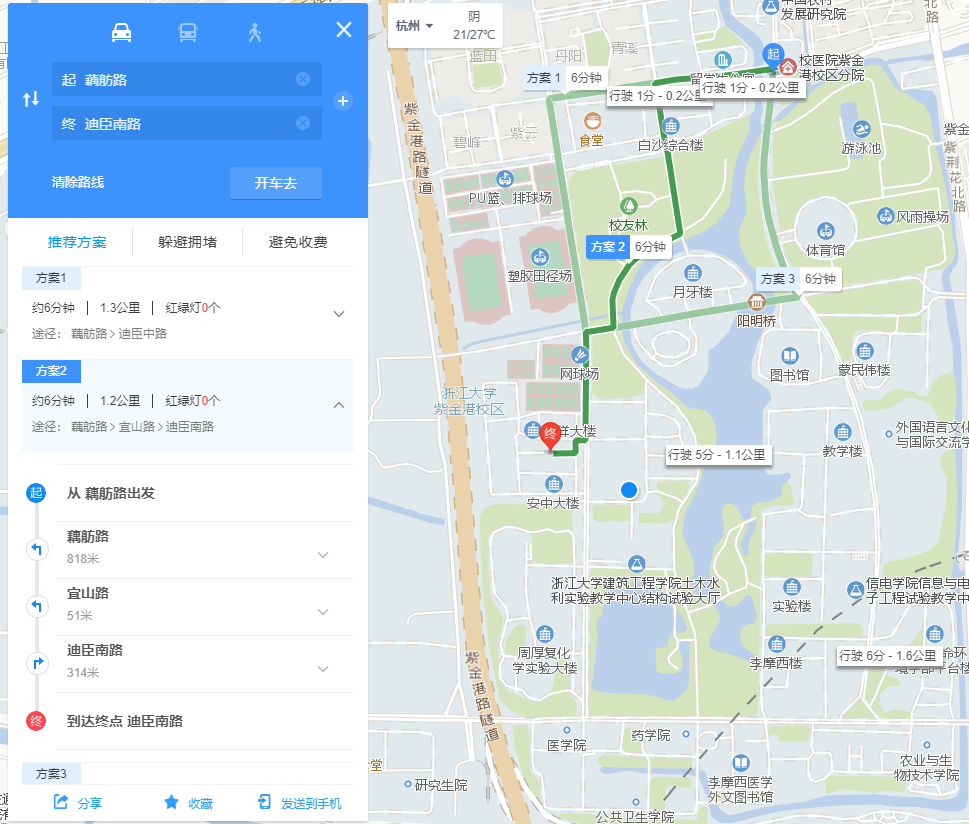 起 藕舫路
终 迪臣南路
清除路线
开车去
推荐方案
躲避拥堵
避免收费
方案1
约6分钟 | 1.3公里 | 红绿灯0个
途径： 藕舫路 > 迪臣中路
方案2
约6分钟 | 1.2公里 | 红绿灯0个
途径： 藕舫路 > 宜山路 > 迪臣南路
起 从 藕舫路出发
藕舫路
818米
宜山路
51米
迪臣南路
314米
终 到达终点 迪臣南路
方案3
分享
收藏
发送到手机
杭州
阴
21/27℃
发展研究院
北路
蓝田
丹阳
青溪
起
校医院紫金
港校区分院
方案 1 6分钟
行驶 1分 - 0.2公里
行驶 1分 - 0.2公里
紫金港路隧道
碧峰
紫云
食堂
白沙综合楼
游泳池
紫金
紫荆花北路
PU篮、排球场
校友林
风雨操场
方案 2 6分钟
体育馆
塑胶田径场
月牙楼
方案 3 6分钟
阳明桥
网球场
图书馆
蒙民伟楼
浙江大学
紫金港校区
终
祥大楼
外国语言文化
与国际交流学
教学楼
行驶 5分 - 1.1公里
安中大楼
浙江大学建筑工程学院土木水
利实验教学中心结构试验大厅
实验楼
信电学院信息与电
子工程试验教学中
周厚复化
学实验大楼
李摩西楼
行驶 6分 - 1.6公里
紫金港路隧道
医学院
药学院
食堂
研究生院
李摩西医学
外文图书馆
农业与生
物技术学院
公共卫生学院